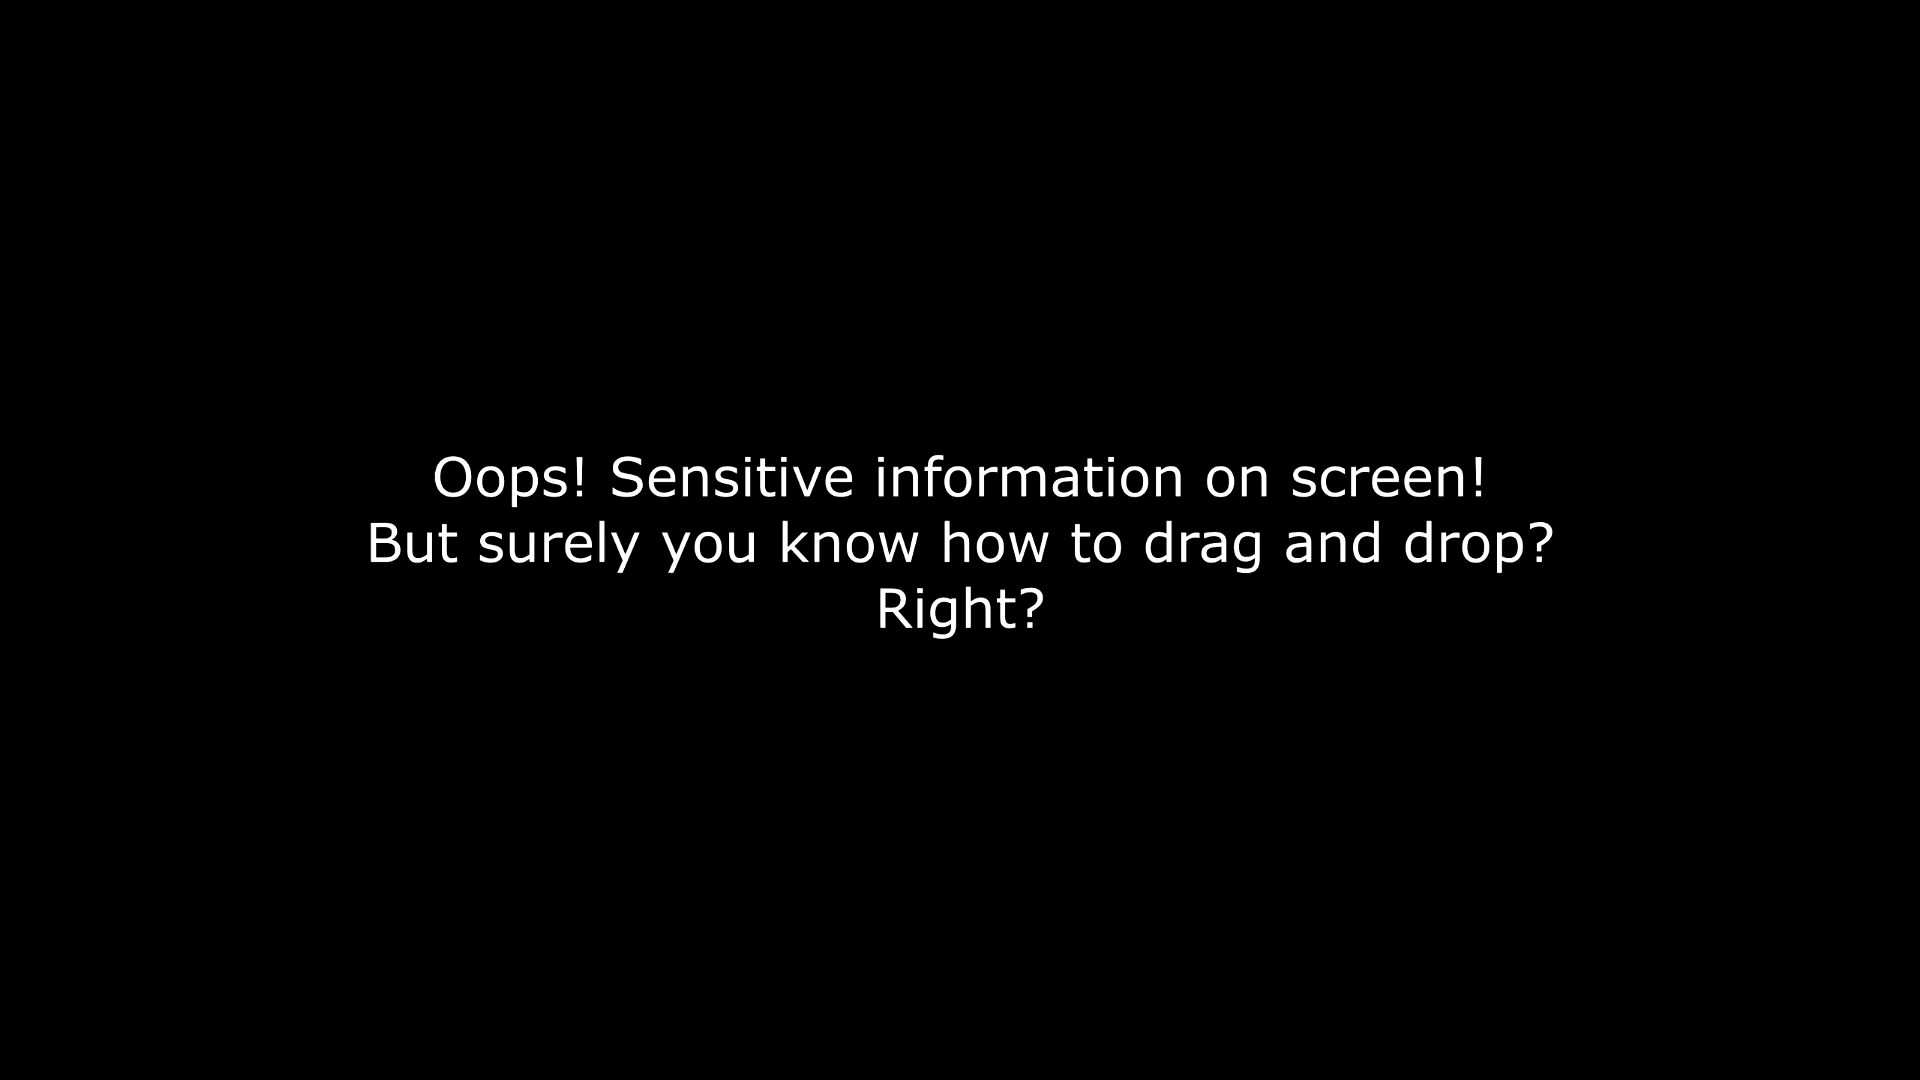 Oops! Sensitive information on screen!
But surely you know how to drag and drop?
Right?